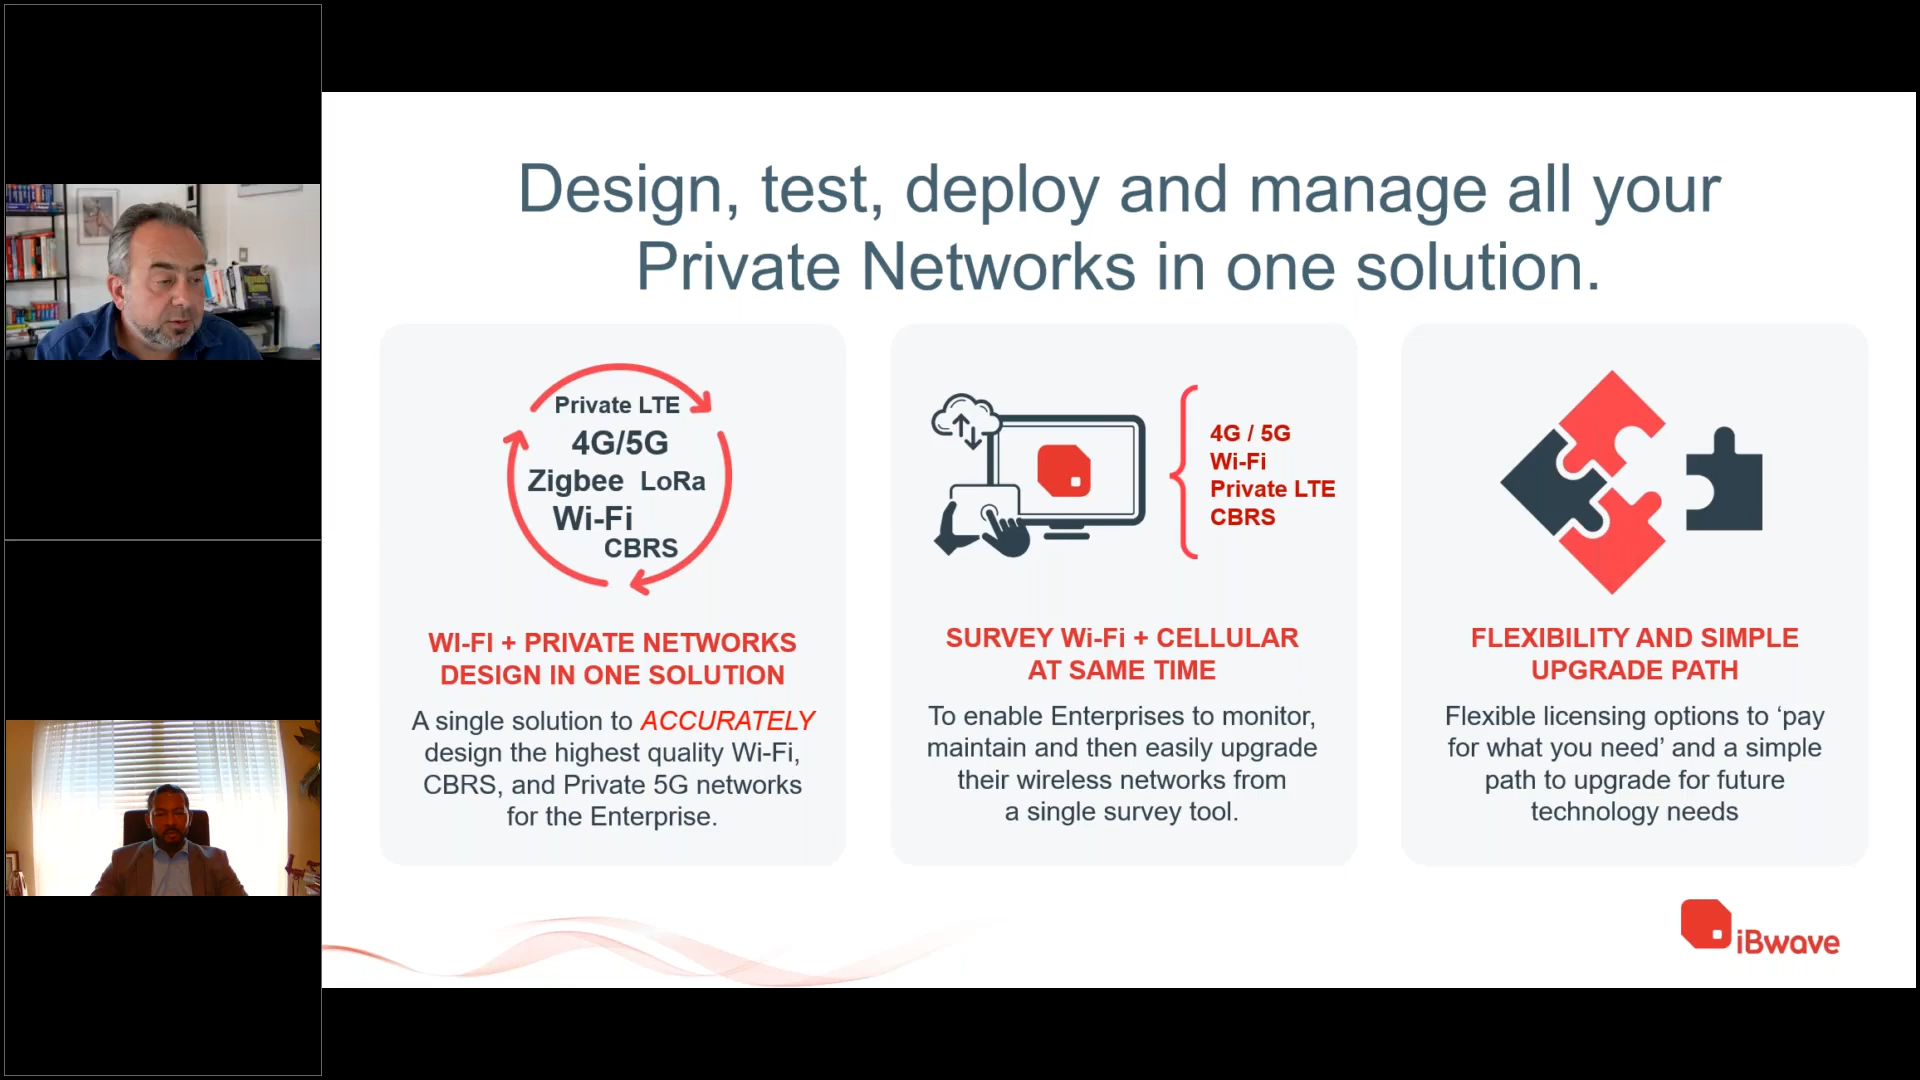 Design, test, deploy and manage all your
Private Networks in one solution.
Private LTE
4G/5G
Zigbee LoRa
Wi-Fi
CBRS
WI-FI + PRIVATE NETWORKS
DESIGN IN ONE SOLUTION
A single solution to ACCURATELY
design the highest quality Wi-Fi,
CBRS, and Private 5G networks
for the Enterprise.
4G / 5G
Wi-Fi
Private LTE
CBRS
SURVEY Wi-Fi + CELLULAR
AT SAME TIME
To enable Enterprises to monitor,
maintain and then easily upgrade
their wireless networks from
a single survey tool.
FLEXIBILITY AND SIMPLE
UPGRADE PATH
Flexible licensing options to ‘pay
for what you need’ and a simple
path to upgrade for future
technology needs
iBwave